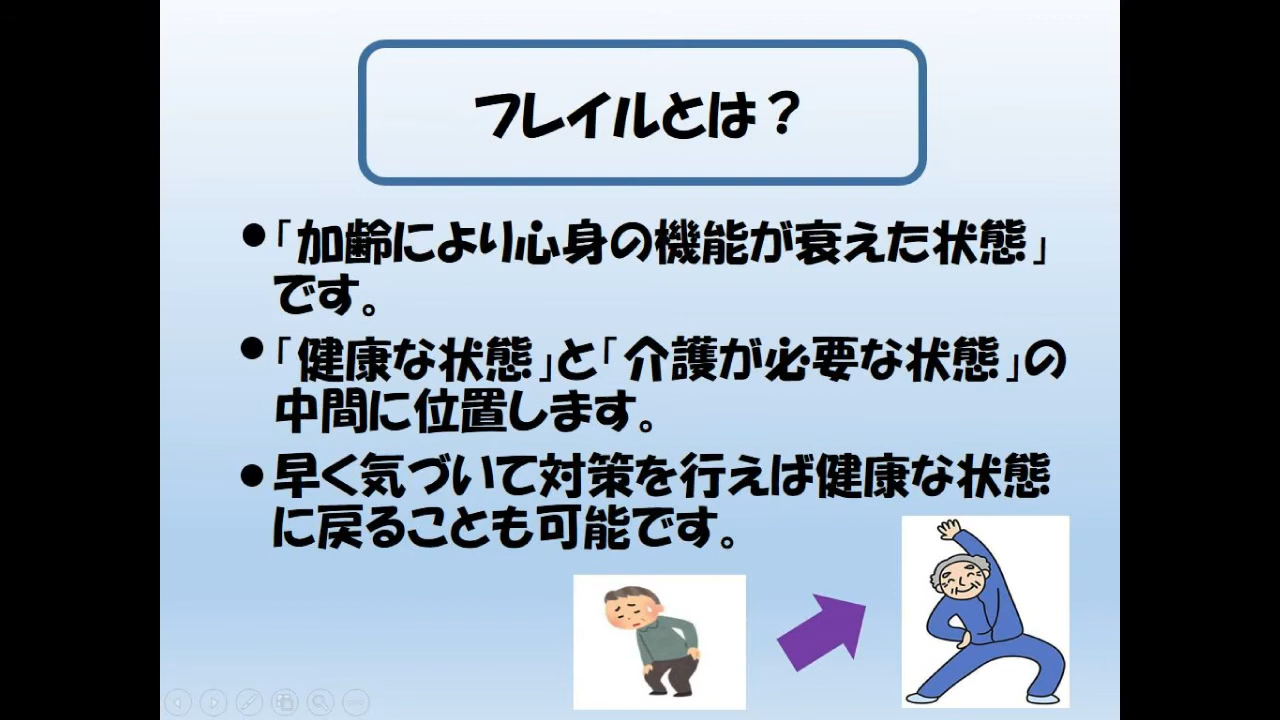 フレイルとは？
●「加齢により心身の機能が衰えた状態」
です。
●「健康な状態」と「介護が必要な状態」の
中間に位置します。
●早く気づいて対策を行えば健康な状態
に戻ることも可能です。